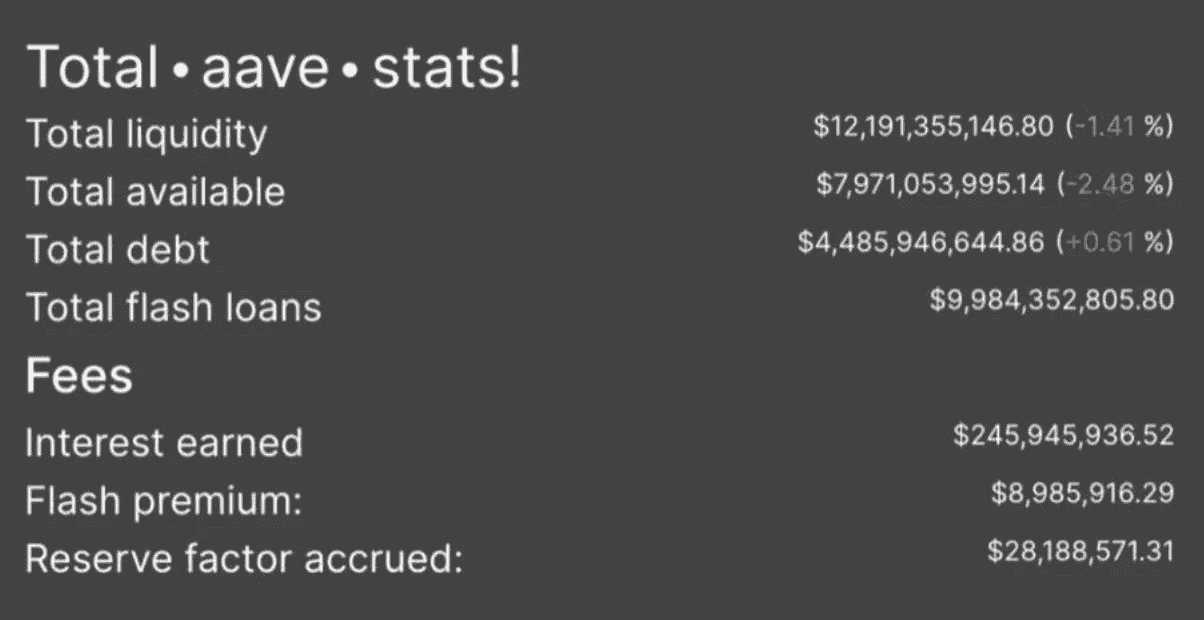 Total • aave • stats!
Total liquidity $12,191,355,146.80 (-1.41 %)
Total available $7,971,053,995.14 (-2.48 %)
Total debt $4,485,946,644.86 (+0.61 %)
Total flash loans $9,984,352,805.80
Fees
Interest earned $245,945,936.52
Flash premium: $8,985,916.29
Reserve factor accrued: $28,188,571.31